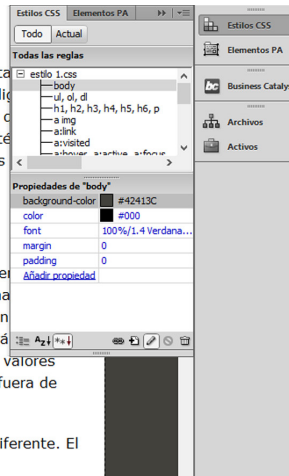 Estilos CSS
Elementos PA
Todo
Actual
Todas las reglas
estilo 1.css
body
ul, ol, dl
h1, h2, h3, h4, h5, h6, p
a img
a:link
a:visited
a:hover, a:active, a:focus
Propiedades de "body"
background-color #42413C
color #000
font 100%/1.4 Verdana...
margin 0
padding 0
Añadir propiedad
valores
fuera de
iferente. El
Estilos CSS
Elementos PA
Business Catalys
Archivos
Activos